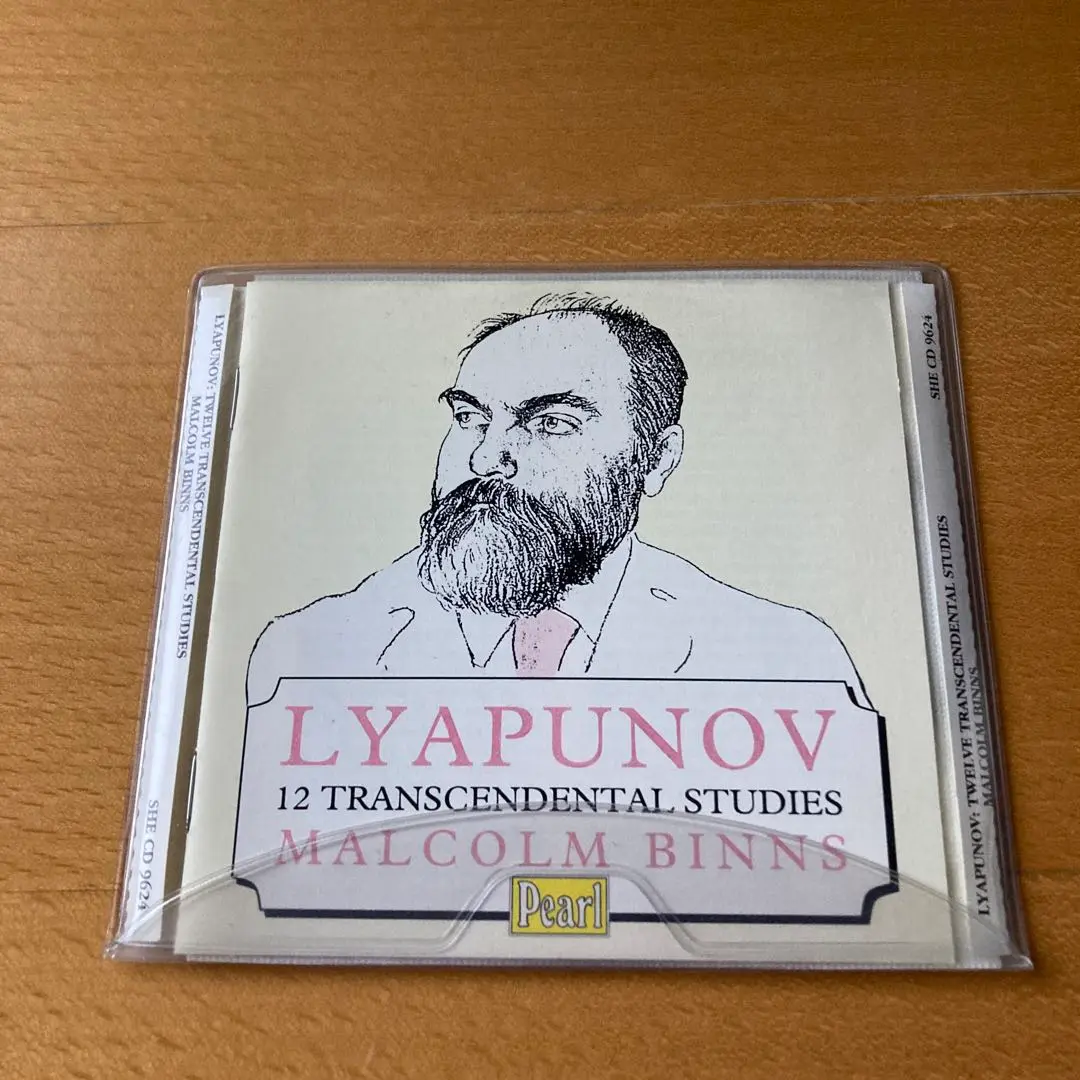 LYAPUNOV: TWELVE TRANSCENDENTAL STUDIES
MALCOLM BINNS
SHE CD 9624
LYAPUNOV
12 TRANSCENDENTAL STUDIES
MALCOLM BINNS
Pearl
SHE CD 9624
LYAPUNOV: TWELVE TRANSCENDENTAL STUDIES
MALCOLM BINNS